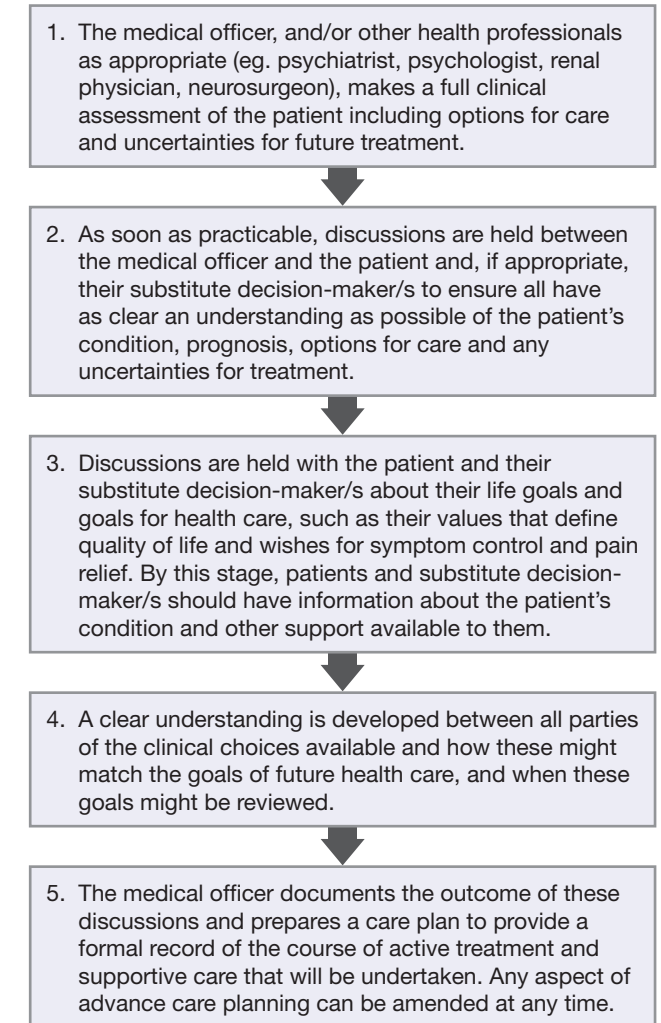 1. The medical officer, and/or other health professionals
as appropriate (eg. psychiatrist, psychologist, renal
physician, neurosurgeon), makes a full clinical
assessment of the patient including options for care
and uncertainties for future treatment.
2. As soon as practicable, discussions are held between
the medical officer and the patient and, if appropriate,
their substitute decision-maker/s to ensure all have
as clear an understanding as possible of the patient’s
condition, prognosis, options for care and any
uncertainties for treatment.
3. Discussions are held with the patient and their
substitute decision-maker/s about their life goals and
goals for health care, such as their values that define
quality of life and wishes for symptom control and pain
relief. By this stage, patients and substitute decision-
maker/s should have information about the patient’s
condition and other support available to them.
4. A clear understanding is developed between all parties
of the clinical choices available and how these might
match the goals of future health care, and when these
goals might be reviewed.
5. The medical officer documents the outcome of these
discussions and prepares a care plan to provide a
formal record of the course of active treatment and
supportive care that will be undertaken. Any aspect of
advance care planning can be amended at any time.